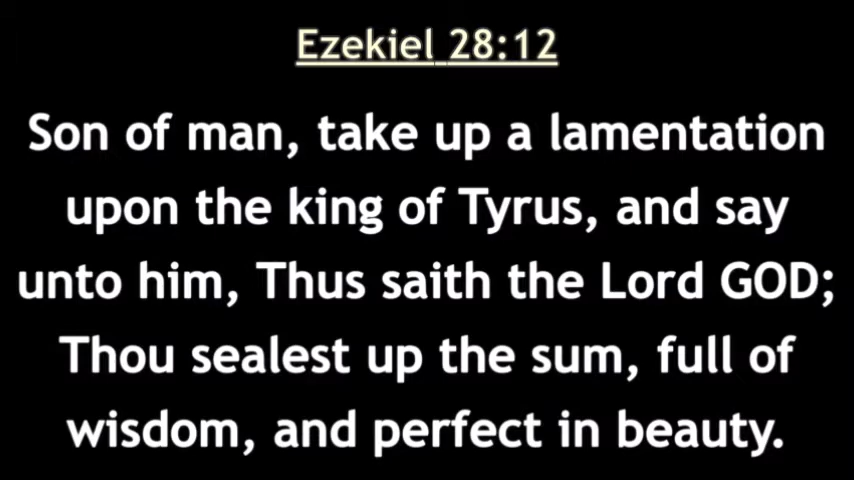 Ezekiel 28:12
Son of man, take up a lamentation
upon the king of Tyrus, and say
unto him, Thus saith the Lord GOD;
Thou sealest up the sum, full of
wisdom, and perfect in beauty.